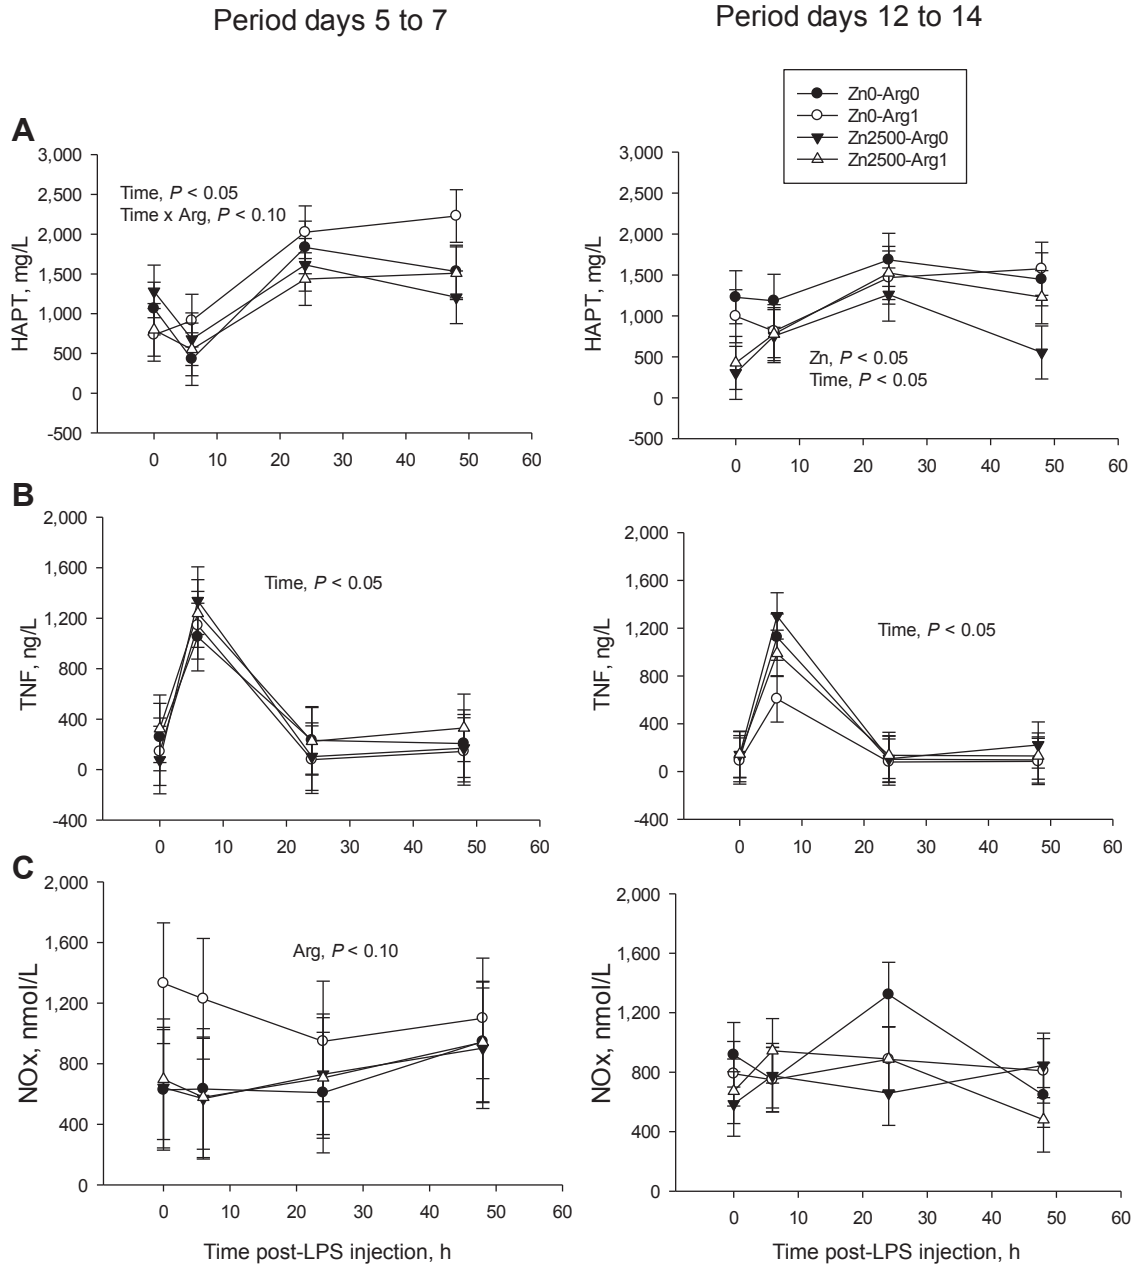 Period days 5 to 7
Period days 12 to 14
Zn0-Arg0
Zn0-Arg1
Zn2500-Arg0
Zn2500-Arg1
A
HAPT, mg/L
3,000
2,500
2,000
1,500
1,000
500
0
-500
Time, P < 0.05
Time x Arg, P < 0.10
0 10 20 30 40 50 60
HAPT, mg/L
3,000
2,500
2,000
1,500
1,000
500
0
-500
Zn, P < 0.05
Time, P < 0.05
0 10 20 30 40 50 60
B
TNF, ng/L
2,000
1,600
1,200
800
400
0
-400
Time, P < 0.05
0 10 20 30 40 50 60
TNF, ng/L
2,000
1,600
1,200
800
400
0
-400
Time, P < 0.05
0 10 20 30 40 50 60
C
NOx, nmol/L
2,000
1,600
1,200
800
400
0
Arg, P < 0.10
0 10 20 30 40 50 60
Time post-LPS injection, h
NOx, nmol/L
2,000
1,600
1,200
800
400
0
0 10 20 30 40 50 60
Time post-LPS injection, h